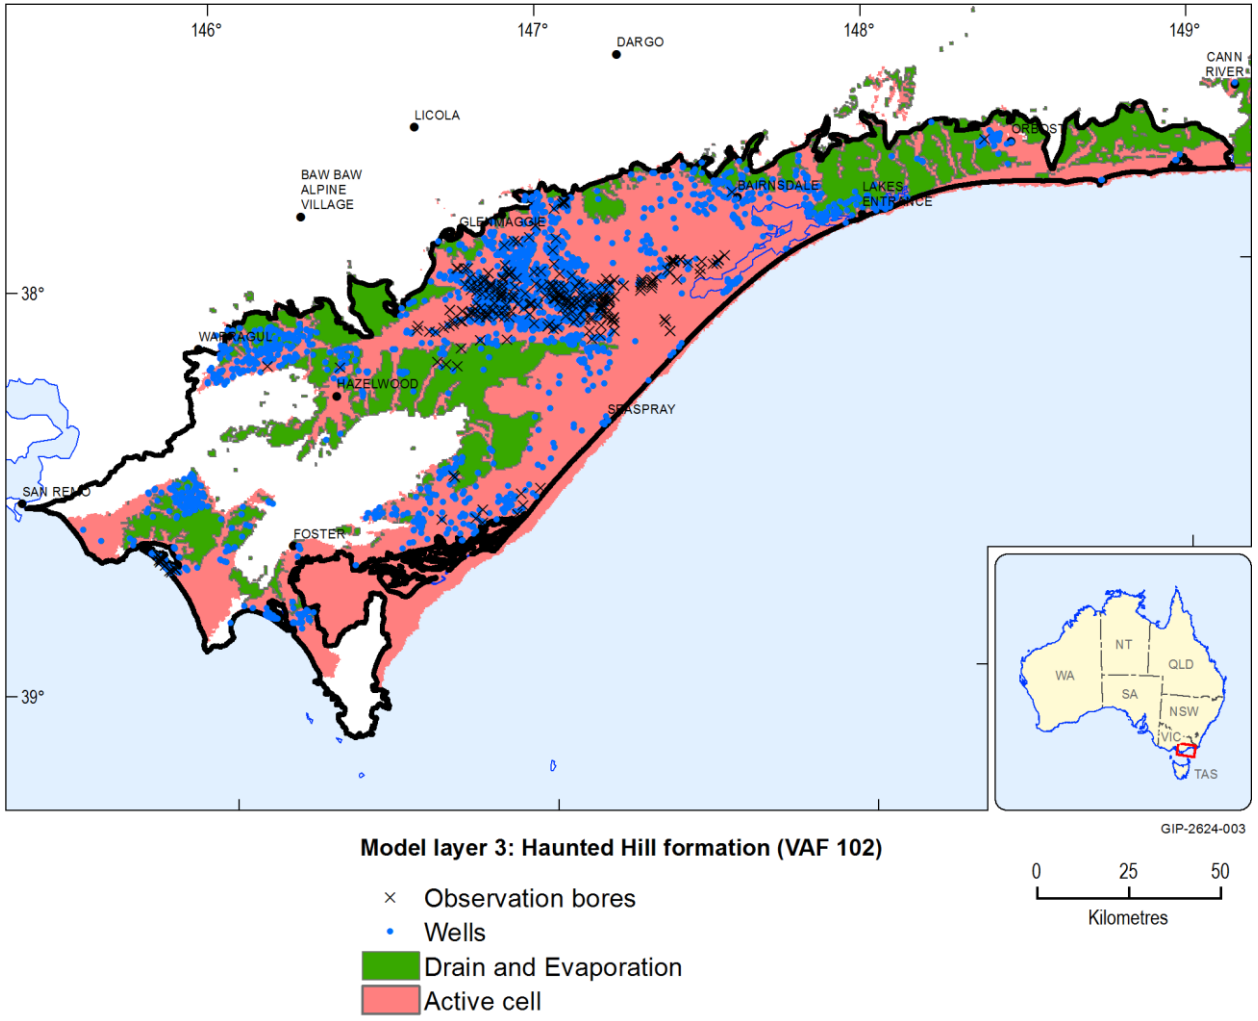 146°
147°
148°
149°
DARGO
CANN
RIVER
LICOLA
ORBOST
BAW BAW
ALPINE
VILLAGE
BAIRNSDALE
LAKES
ENTRANCE
GLENMAGGIE
38°
WARRAGUL
HAZELWOOD
SEASPRAY
SAN REMO
FOSTER
39°
NT
WA
QLD
SA
NSW
VIC
TAS
GIP-2624-003
Model layer 3: Haunted Hill formation (VAF 102)
0 25 50
Kilometres
Observation bores
Wells
Drain and Evaporation
Active cell